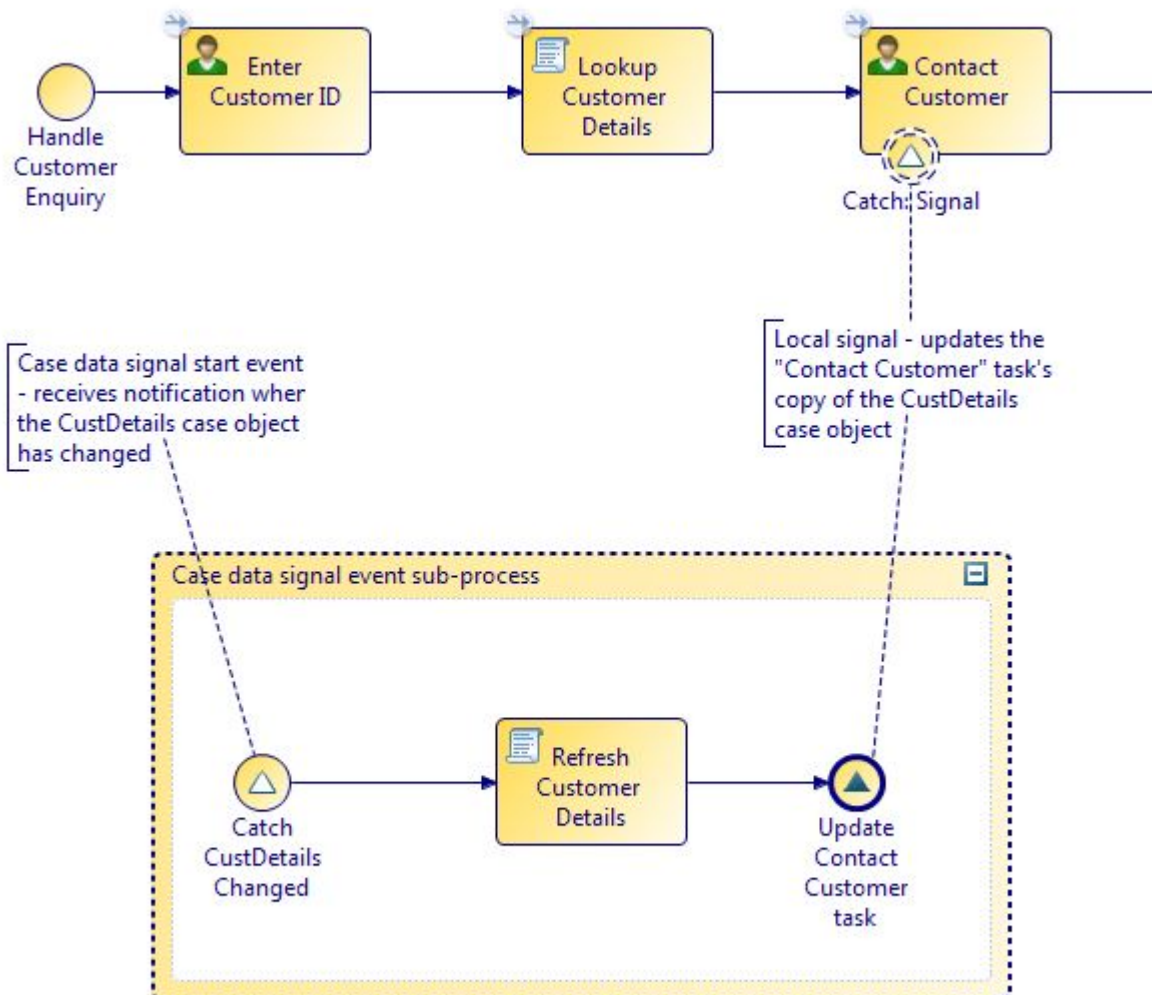 Enter
Customer ID
Lookup
Customer
Details
Contact
Customer
Handle
Customer
Enquiry
Catch: Signal
Case data signal start event
- receives notification wher
the CustDetails case object
has changed
Local signal - updates the
"Contact Customer" task's
copy of the CustDetails
case object
Case data signal event sub-process
Refresh
Customer
Details
Catch
CustDetails
Changed
Update
Contact
Customer
task